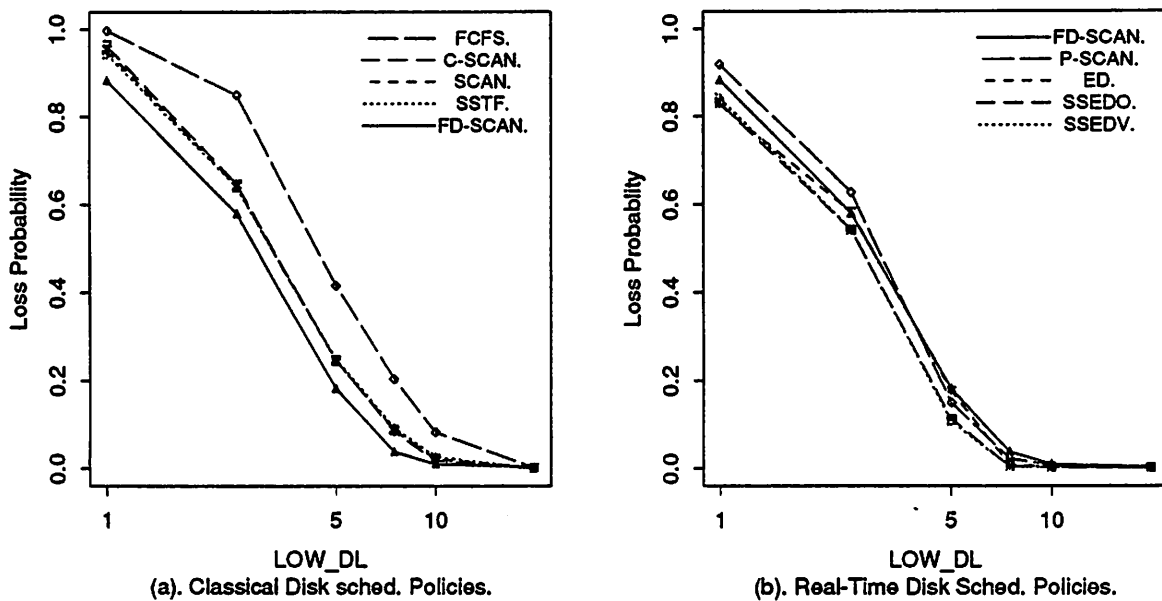 Loss Probability
1.0
0.8
0.6
0.4
0.2
0.0
FCFS.
C-SCAN.
SCAN.
SSTF.
FD-SCAN.
1
5
10
LOW_DL
(a). Classical Disk sched. Policies.
Loss Probability
1.0
0.8
0.6
0.4
0.2
0.0
FD-SCAN.
P-SCAN.
ED.
SSEDO.
SSEDV.
1
5
10
LOW_DL
(b). Real-Time Disk Sched. Policies.